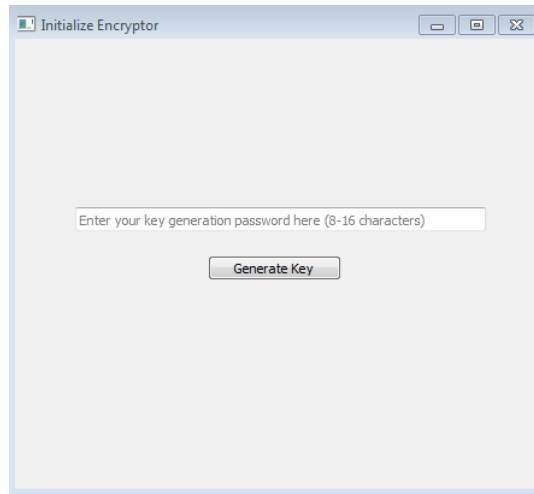 Initialize Encryptor
Enter your key generation password here (8-16 characters)
Generate Key